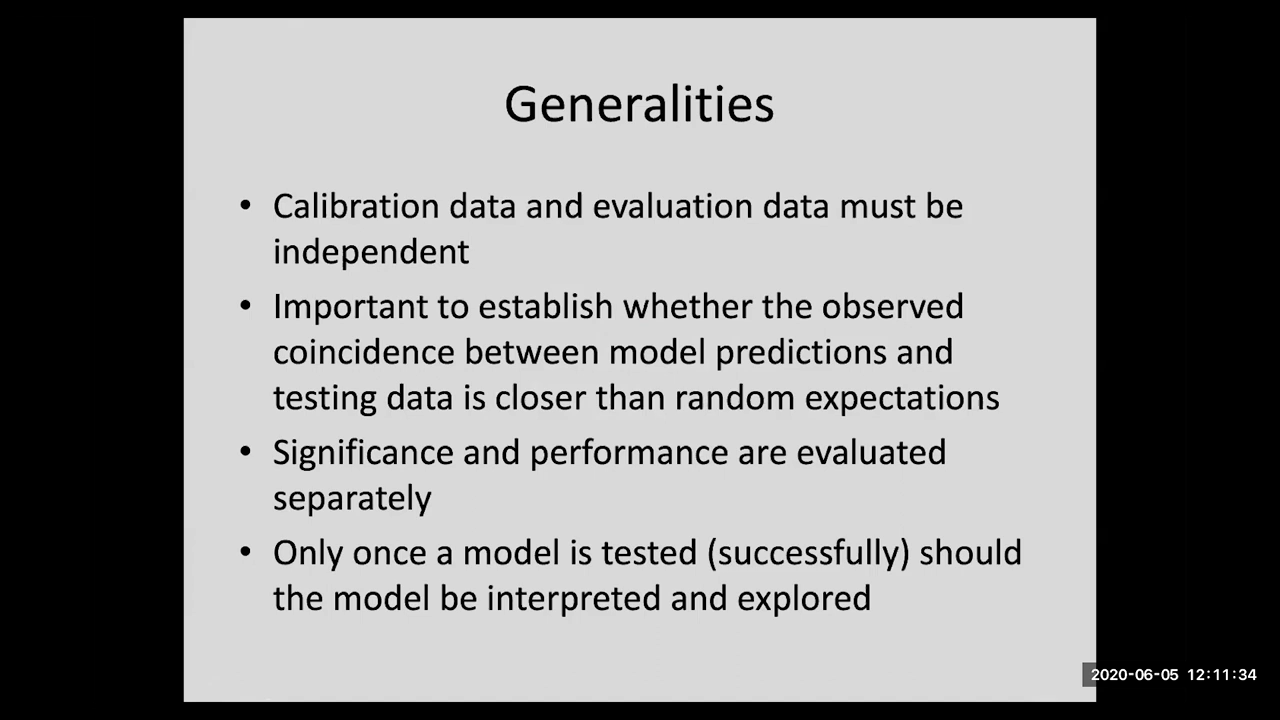 Generalities
• Calibration data and evaluation data must be
independent
• Important to establish whether the observed
coincidence between model predictions and
testing data is closer than random expectations
• Significance and performance are evaluated
separately
• Only once a model is tested (successfully) should
the model be interpreted and explored
2020-06-05 12:11:34